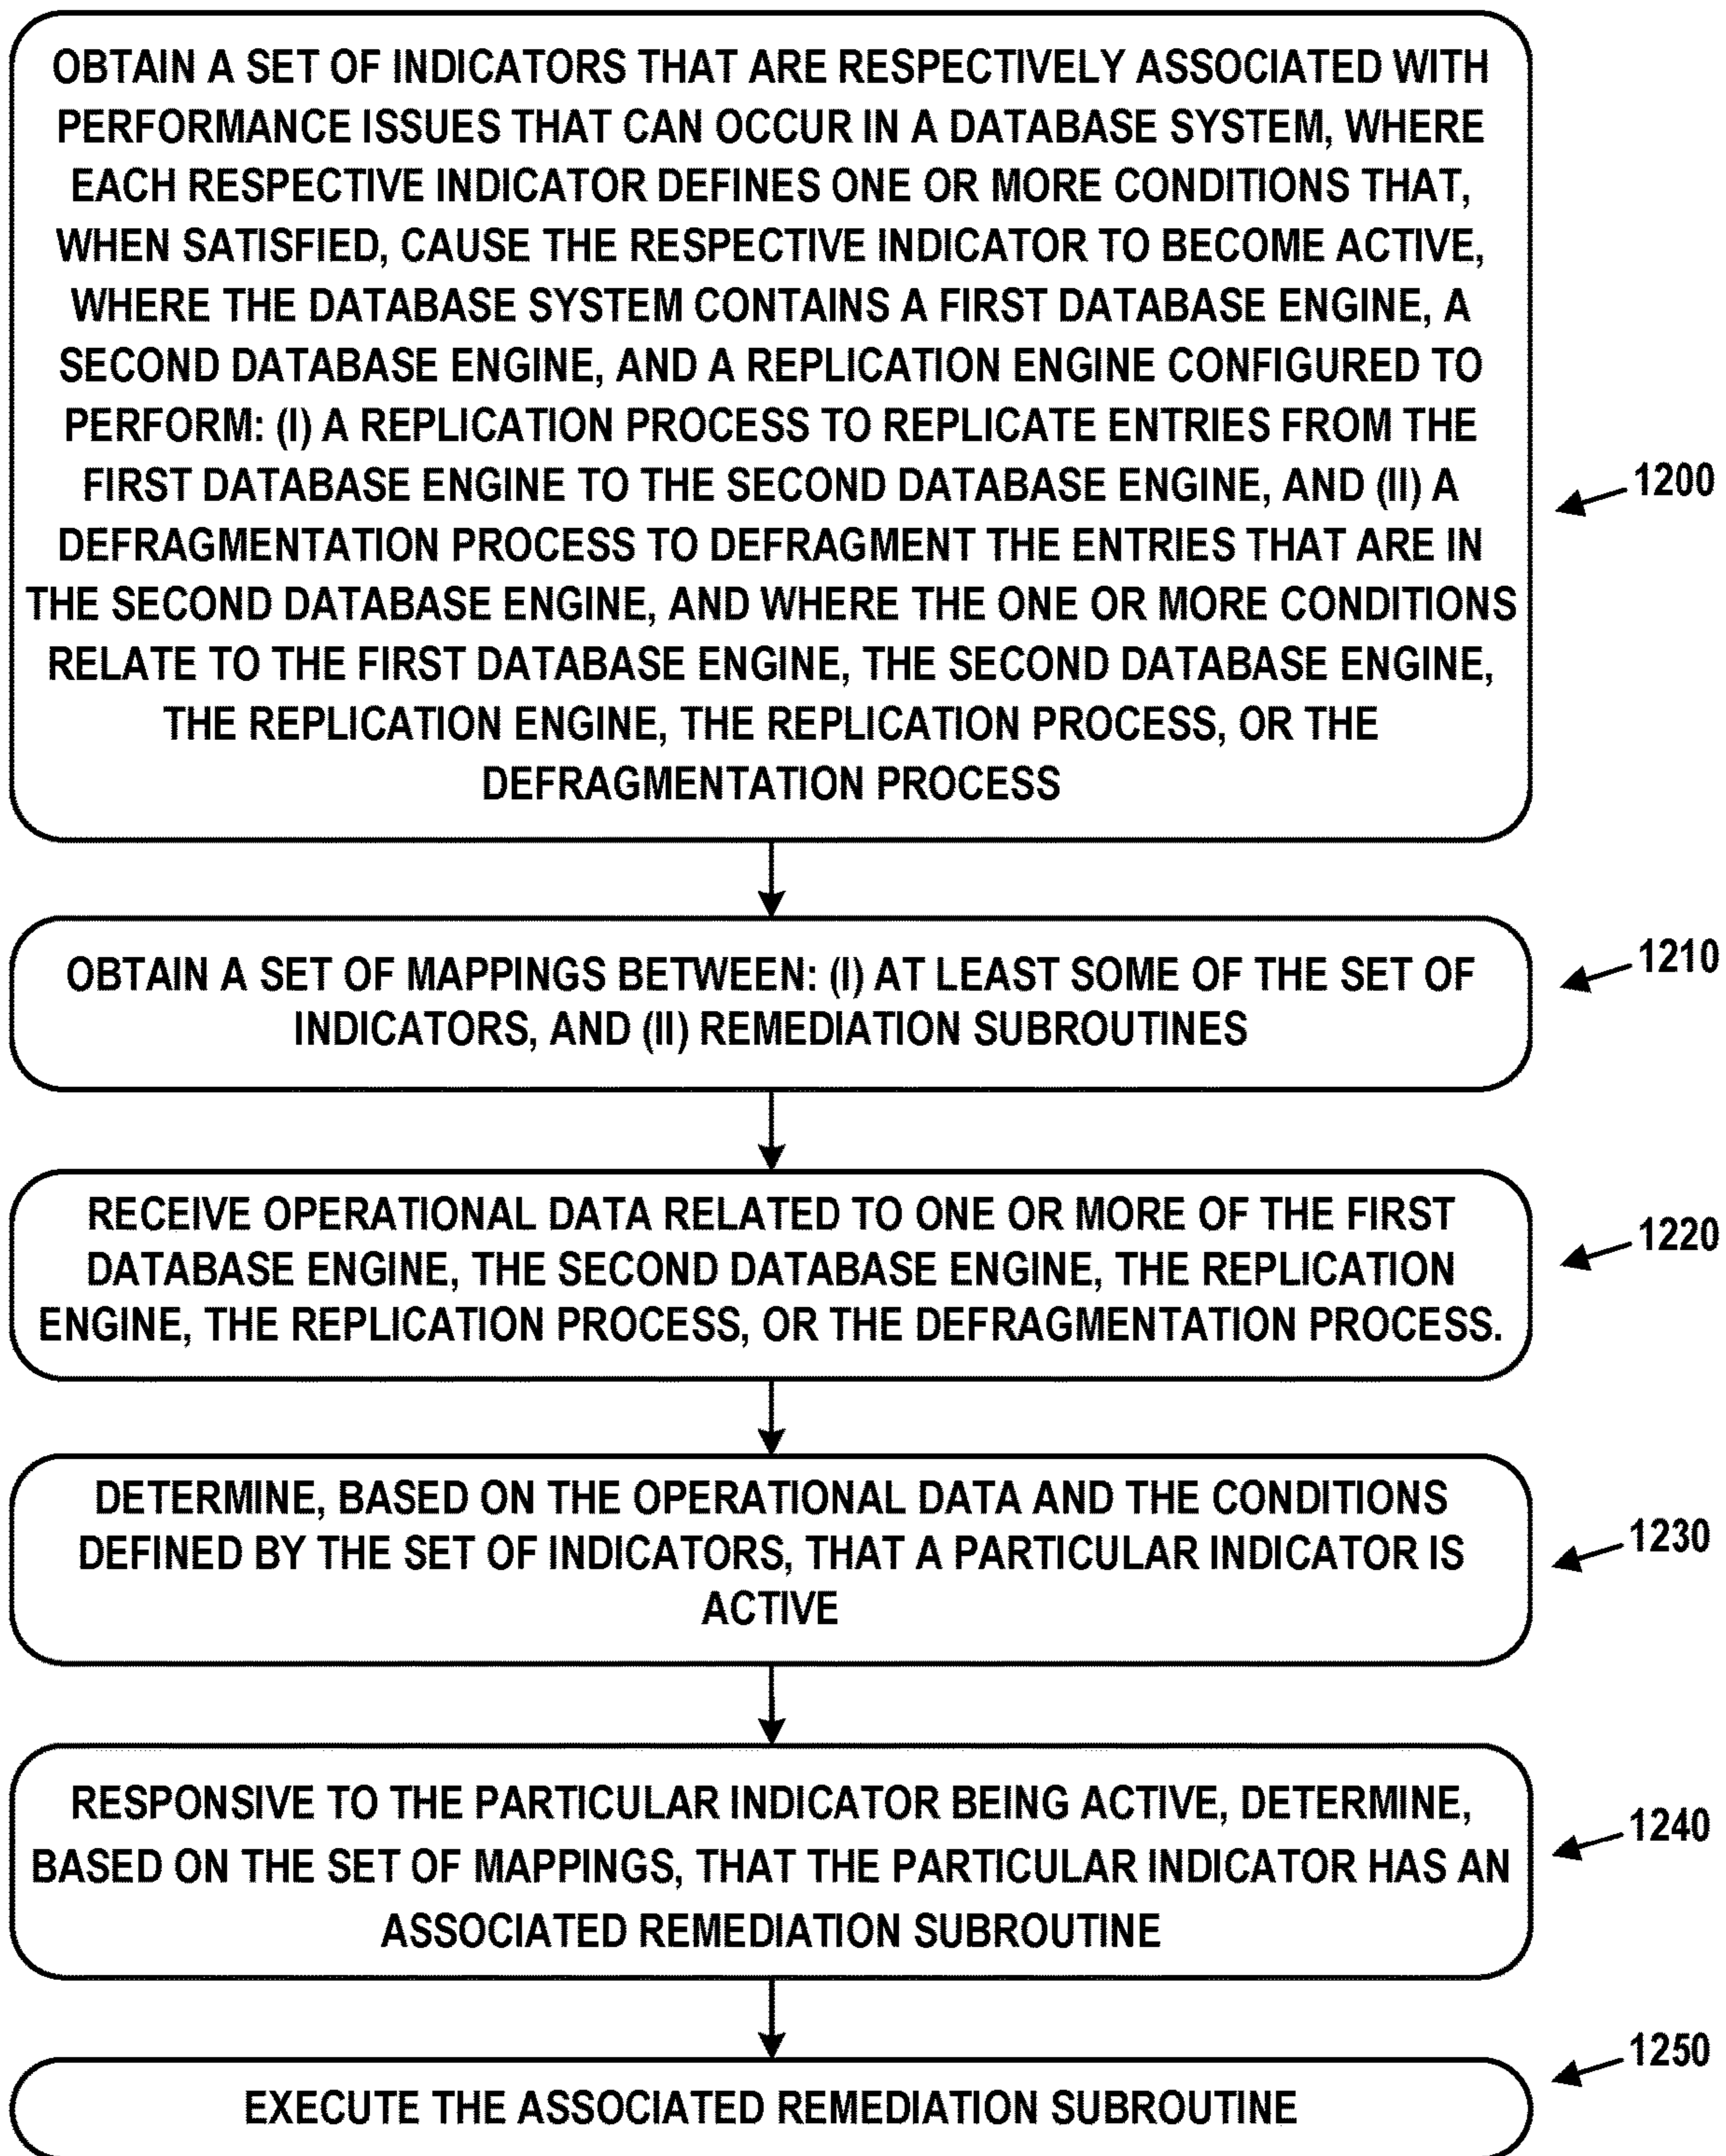 OBTAIN A SET OF INDICATORS THAT ARE RESPECTIVELY ASSOCIATED WITH
PERFORMANCE ISSUES THAT CAN OCCUR IN A DATABASE SYSTEM, WHERE
EACH RESPECTIVE INDICATOR DEFINES ONE OR MORE CONDITIONS THAT,
WHEN SATISFIED, CAUSE THE RESPECTIVE INDICATOR TO BECOME ACTIVE,
WHERE THE DATABASE SYSTEM CONTAINS A FIRST DATABASE ENGINE, A
SECOND DATABASE ENGINE, AND A REPLICATION ENGINE CONFIGURED TO
PERFORM: (I) A REPLICATION PROCESS TO REPLICATE ENTRIES FROM THE
FIRST DATABASE ENGINE TO THE SECOND DATABASE ENGINE, AND (II) A
DEFRAGMENTATION PROCESS TO DEFRAGMENT THE ENTRIES THAT ARE IN
THE SECOND DATABASE ENGINE, AND WHERE THE ONE OR MORE CONDITIONS
RELATE TO THE FIRST DATABASE ENGINE, THE SECOND DATABASE ENGINE,
THE REPLICATION ENGINE, THE REPLICATION PROCESS, OR THE
DEFRAGMENTATION PROCESS
1200
OBTAIN A SET OF MAPPINGS BETWEEN: (I) AT LEAST SOME OF THE SET OF
INDICATORS, AND (II) REMEDIATION SUBROUTINES
1210
RECEIVE OPERATIONAL DATA RELATED TO ONE OR MORE OF THE FIRST
DATABASE ENGINE, THE SECOND DATABASE ENGINE, THE REPLICATION
ENGINE, THE REPLICATION PROCESS, OR THE DEFRAGMENTATION PROCESS.
1220
DETERMINE, BASED ON THE OPERATIONAL DATA AND THE CONDITIONS
DEFINED BY THE SET OF INDICATORS, THAT A PARTICULAR INDICATOR IS
ACTIVE
1230
RESPONSIVE TO THE PARTICULAR INDICATOR BEING ACTIVE, DETERMINE,
BASED ON THE SET OF MAPPINGS, THAT THE PARTICULAR INDICATOR HAS AN
ASSOCIATED REMEDIATION SUBROUTINE
1240
EXECUTE THE ASSOCIATED REMEDIATION SUBROUTINE
1250